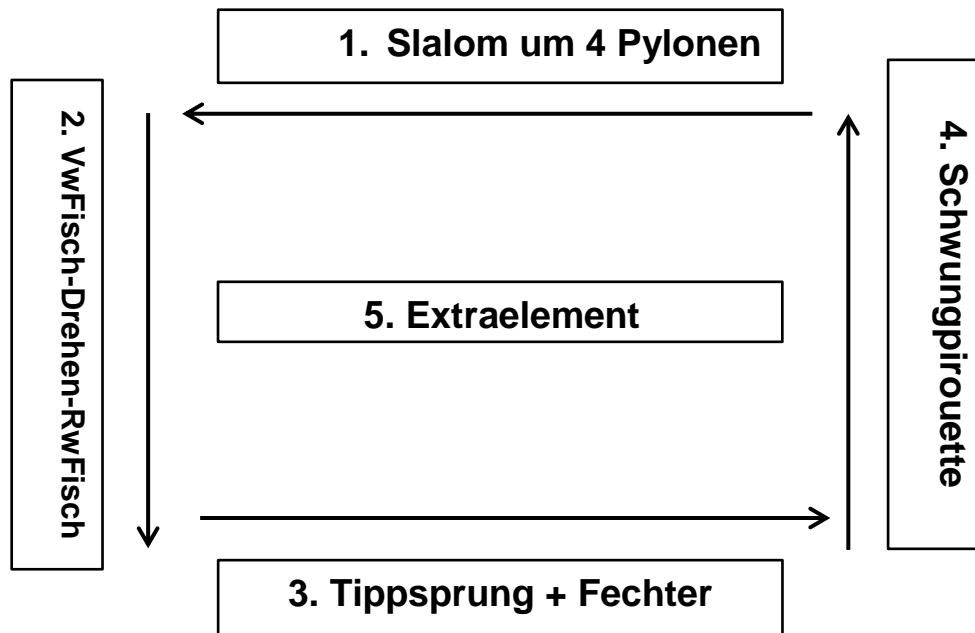 1. Slalom um 4 Pylonen
2. VwFisch-Drehen-RwFisch
3. Tippsprung + Fechter
4. Schwungpirouette
5. Extraelement